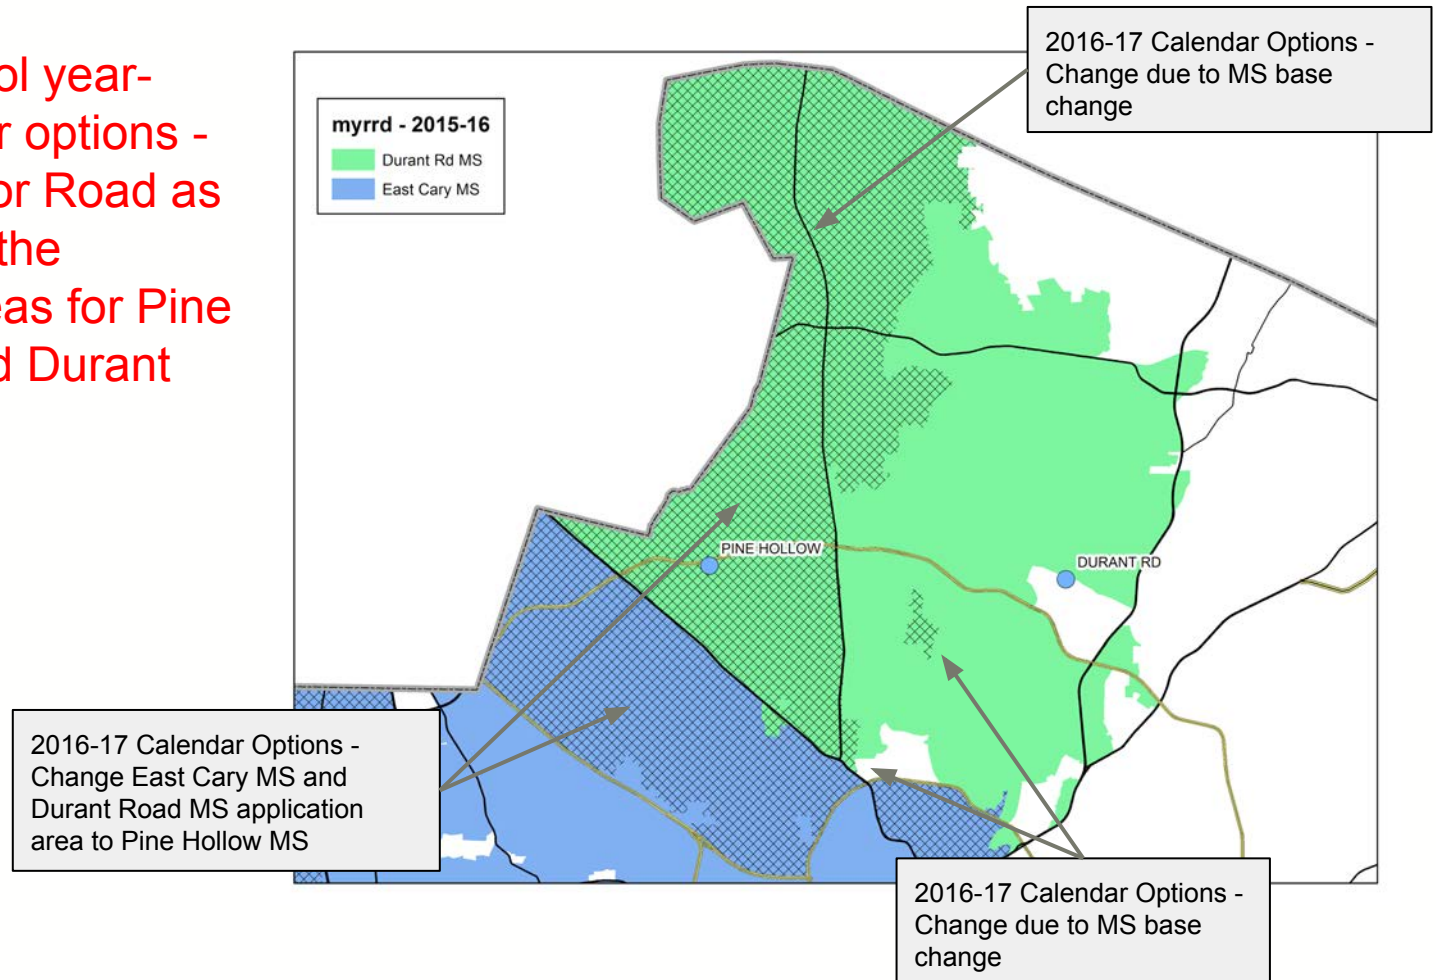 ol year-
r options -
or Road as
the
eas for Pine
d Durant
2016-17 Calendar Options -
Change due to MS base
change
myrrd - 2015-16
Durant Rd MS
East Cary MS
PINE HOLLOW
DURANT RD
2016-17 Calendar Options -
Change East Cary MS and
Durant Road MS application
area to Pine Hollow MS
2016-17 Calendar Options -
Change due to MS base
change